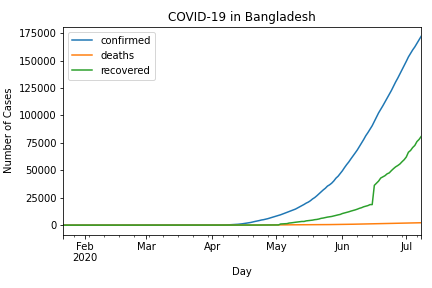 COVID-19 in Bangladesh
confirmed
deaths
recovered
175000
150000
125000
100000
75000
50000
25000
0
Number of Cases
Feb Mar Apr May Jun Jul
2020
Day